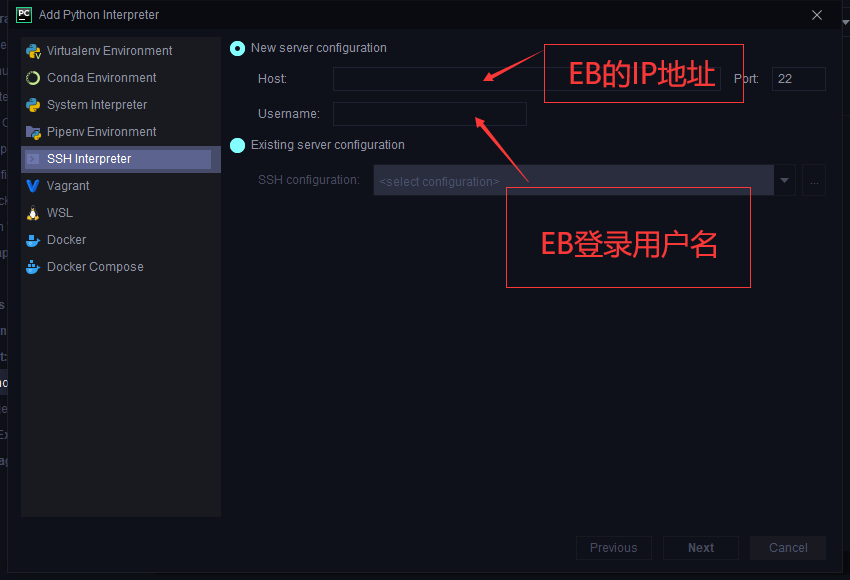 PC Add Python Interpreter
Virtualenv Environment
Conda Environment
System Interpreter
Pipenv Environment
SSH Interpreter
Vagrant
WSL
Docker
Docker Compose
New server configuration
Host:
EB的IP地址
Port:
22
Username:
Existing server configuration
SSH configuration:
<select configuration>
...
EB登录用户名
Previous
Next
Cancel